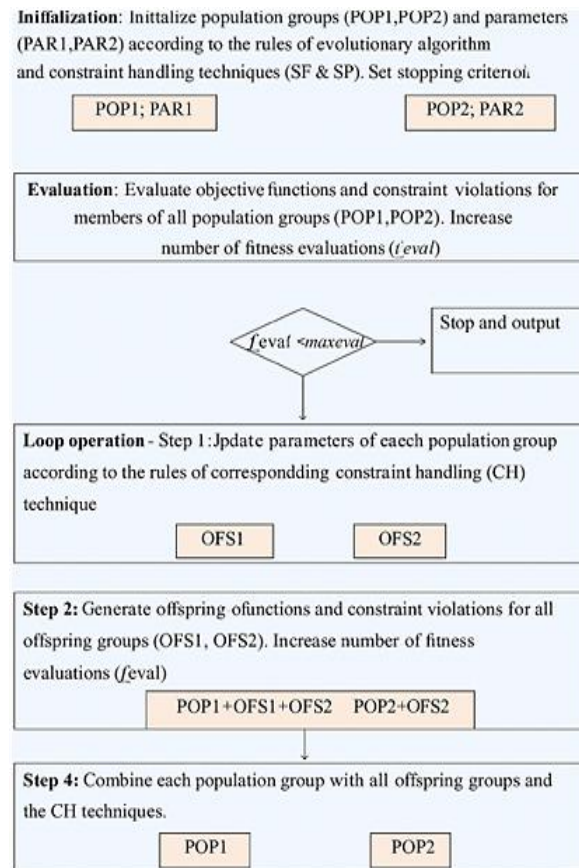 Iniffalization: Inittalize population groups (POP1,POP2) and parameters
(PAR1,PAR2) according to the rules of evolutionary algorithm
and constraint handling techniques (SF & SP). Set stopping
POP1; PAR1
POP2; PAR2
Evaluation: Evaluate objective functions and constraint violations for
members of all population groups (POP1,POP2). Increase
number of fitness evaluations
feval <maxeval
Stop and output
Loop operation - Step 1:Jpdate parameters of eaech population group
according to the rules of correspondding constraint handling (CH)
technique
OFS1
OFS2
Step 2: Generate offspring ofunctions and constraint violations for all
offspring groups (OFS1, OFS2). Increase number of fitness
evaluations (feval)
POP1+OFS1+OFS2 POP2+OFS2
Step 4: Combine each population group with all offspring groups and
the CH techniques.
POP1
POP2